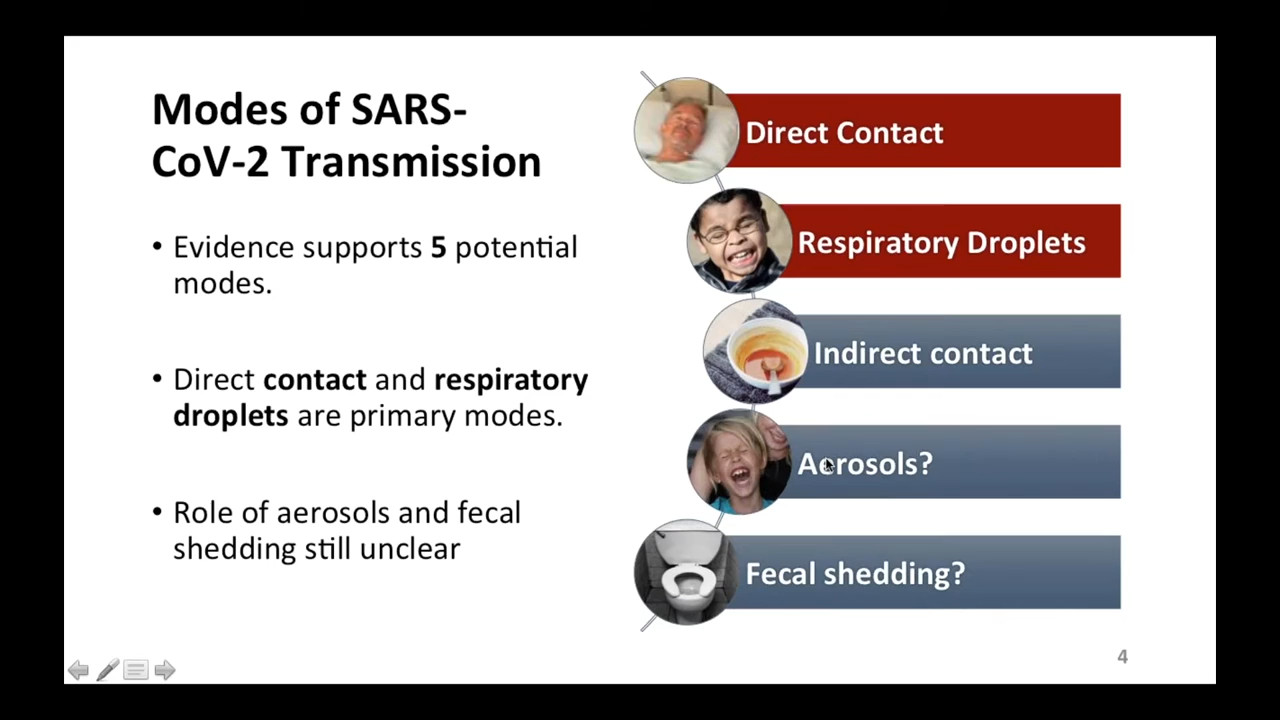 Modes of SARS-
CoV-2 Transmission
• Evidence supports 5 potential
modes.
• Direct contact and respiratory
droplets are primary modes.
• Role of aerosols and fecal
shedding still unclear
Direct Contact
Respiratory Droplets
Indirect contact
Aerosols?
Fecal shedding?
4